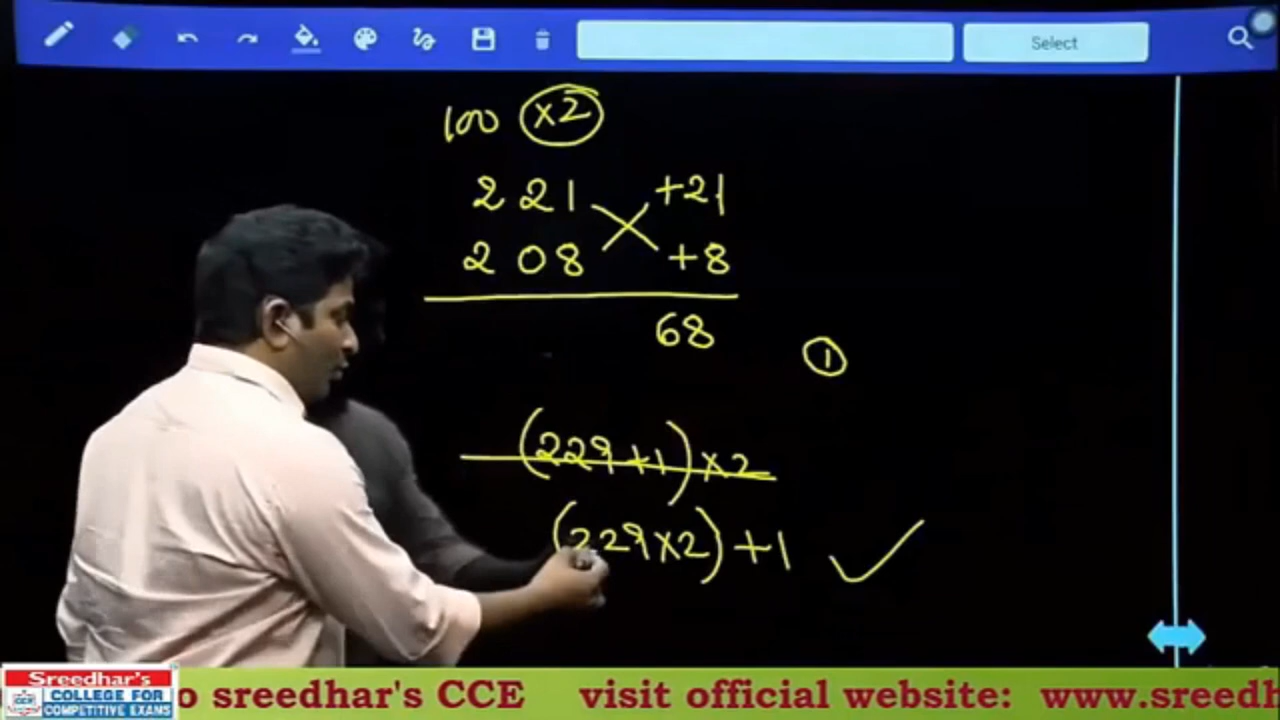 Select
100 ×2
221 +21
208 +8
68
1
(229+1)×2
(229×2)+1
Sreedhar's
CCE
COLLEGE FOR
COMPETITIVE EXAMS
o sreedhar's CCE visit official website: www.sreedh